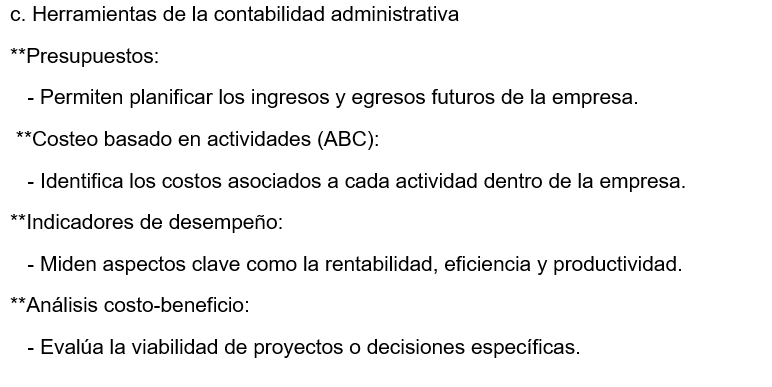 c. Herramientas de la contabilidad administrativa
**Presupuestos:
- Permiten planificar los ingresos y egresos futuros de la empresa.
**Costeo basado en actividades (ABC):
- Identifica los costos asociados a cada actividad dentro de la empresa.
**Indicadores de desempeño:
- Miden aspectos clave como la rentabilidad, eficiencia y productividad.
**Análisis costo-beneficio:
- Evalúa la viabilidad de proyectos o decisiones específicas.